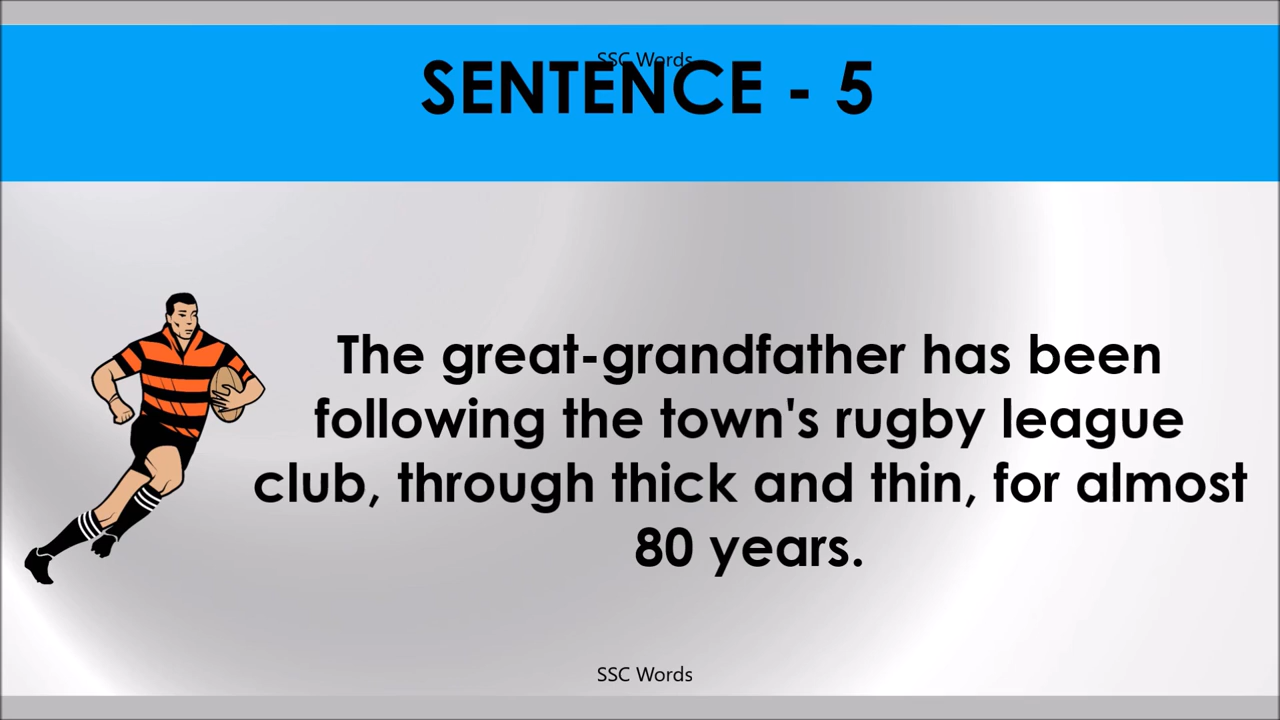 SSC Words
SENTENCE - 5
The great-grandfather has been
following the town's rugby league
club, through thick and thin, for almost
80 years.
SSC Words